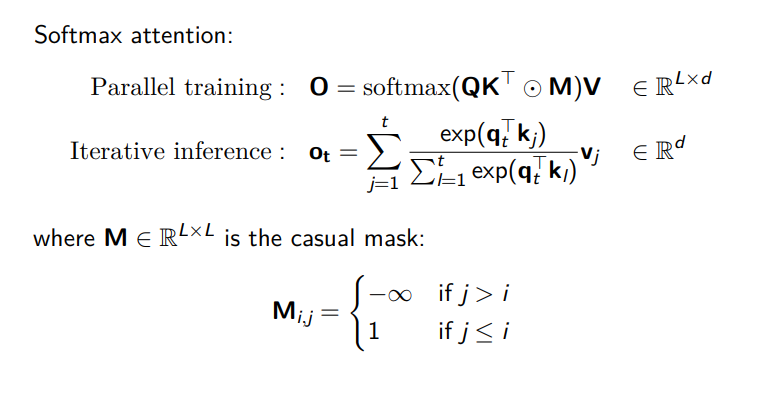 Softmax attention:
Parallel training : O = softmax(QK⊤ ⊙ M)V ∈ ℝ^{L×d}
Iterative inference : o_t = ∑_{j=1}^{t} exp(q_t^⊤ k_j) / ∑_{l=1}^{t} exp(q_t^⊤ k_l) v_j ∈ ℝ^d
where M ∈ ℝ^{L×L} is the casual mask:
M_{i,j} = { −∞ if j > i
1 if j ≤ i